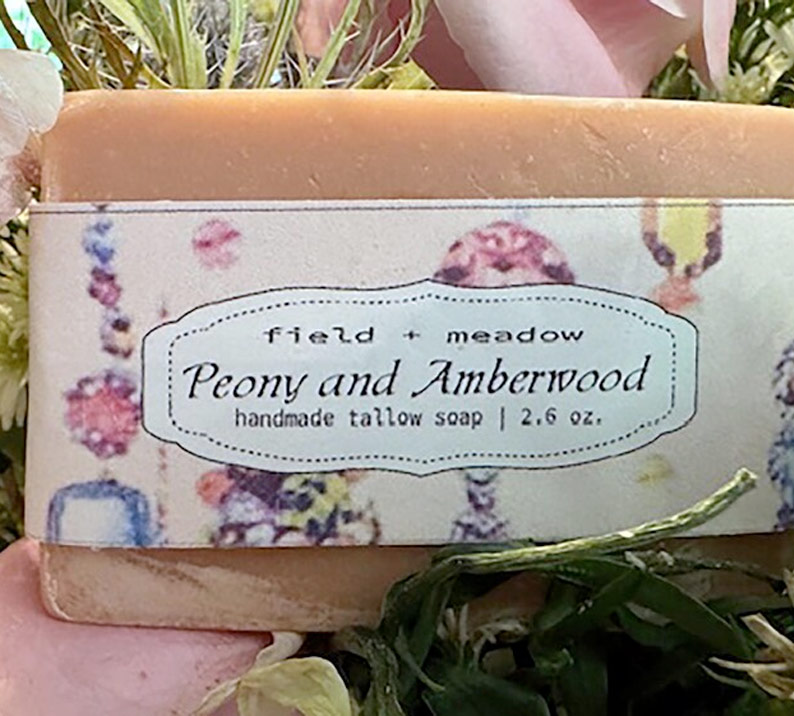 field + meadow
Peony and Amberwood
handmade tallow soap | 2.6 oz.